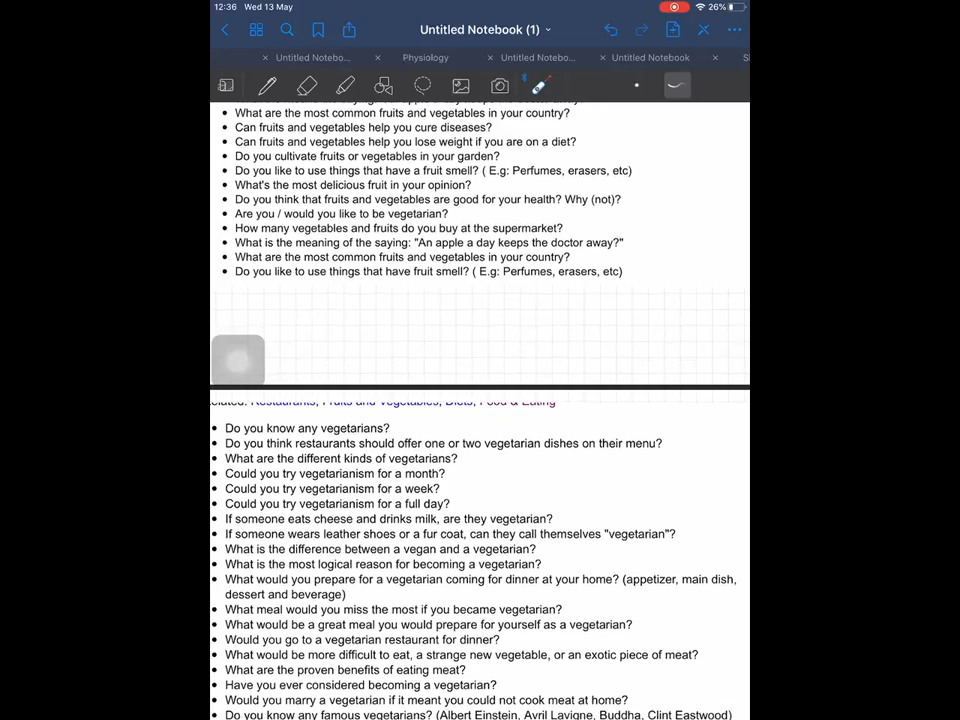 12:36 Wed 13 May
26%
Untitled Notebook (1)
Untitled Notebo...
Physiology
Untitled Notebo...
Untitled Notebook
S
What are the most common fruits and vegetables in your country?
Can fruits and vegetables help you cure diseases?
Can fruits and vegetables help you lose weight if you are on a diet?
Do you cultivate fruits or vegetables in your garden?
Do you like to use things that have a fruit smell? ( E.g: Perfumes, erasers, etc)
What's the most delicious fruit in your opinion?
Do you think that fruits and vegetables are good for your health? Why (not)?
Are you / would you like to be vegetarian?
How many vegetables and fruits do you buy at the supermarket?
What is the meaning of the saying: "An apple a day keeps the doctor away?"
What are the most common fruits and vegetables in your country?
Do you like to use things that have fruit smell? ( E.g: Perfumes, erasers, etc)
elated: Restaurants, Fruits and Vegetables, Diets, Food & Eating
Do you know any vegetarians?
Do you think restaurants should offer one or two vegetarian dishes on their menu?
What are the different kinds of vegetarians?
Could you try vegetarianism for a month?
Could you try vegetarianism for a week?
Could you try vegetarianism for a full day?
If someone eats cheese and drinks milk, are they vegetarian?
If someone wears leather shoes or a fur coat, can they call themselves "vegetarian"?
What is the difference between a vegan and a vegetarian?
What is the most logical reason for becoming a vegetarian?
What would you prepare for a vegetarian coming for dinner at your home? (appetizer, main dish,
dessert and beverage)
What meal would you miss the most if you became vegetarian?
What would be a great meal you would prepare for yourself as a vegetarian?
Would you go to a vegetarian restaurant for dinner?
What would be more difficult to eat, a strange new vegetable, or an exotic piece of meat?
What are the proven benefits of eating meat?
Have you ever considered becoming a vegetarian?
Would you marry a vegetarian if it meant you could not cook meat at home?
Do you know any famous vegetarians? (Albert Einstein, Avril Lavigne, Buddha, Clint Eastwood)